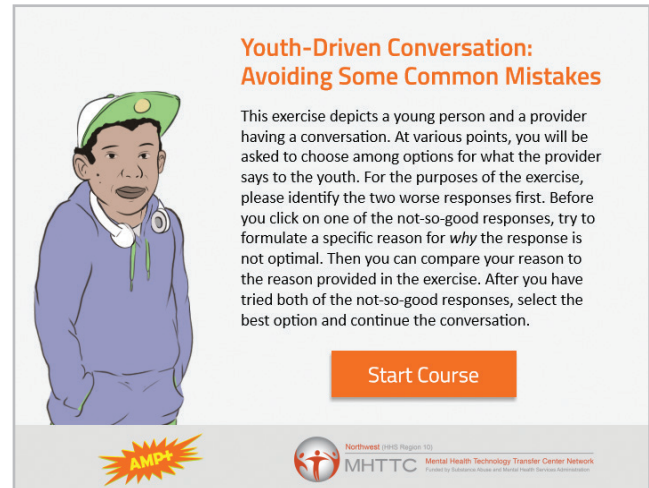 Youth-Driven Conversation:
Avoiding Some Common Mistakes
This exercise depicts a young person and a provider
having a conversation. At various points, you will be
asked to choose among options for what the provider
says to the youth. For the purposes of the exercise,
please identify the two worse responses first. Before
you click on one of the not-so-good responses, try to
formulate a specific reason for why the response is
not optimal. Then you can compare your reason to
the reason provided in the exercise. After you have
tried both of the not-so-good responses, select the
best option and continue the conversation.
Start Course
AMP+
Northwest (HHS Region 10)
MHTTC Mental Health Technology Transfer Center Network
Funded by Substance Abuse and Mental Health Services Administration